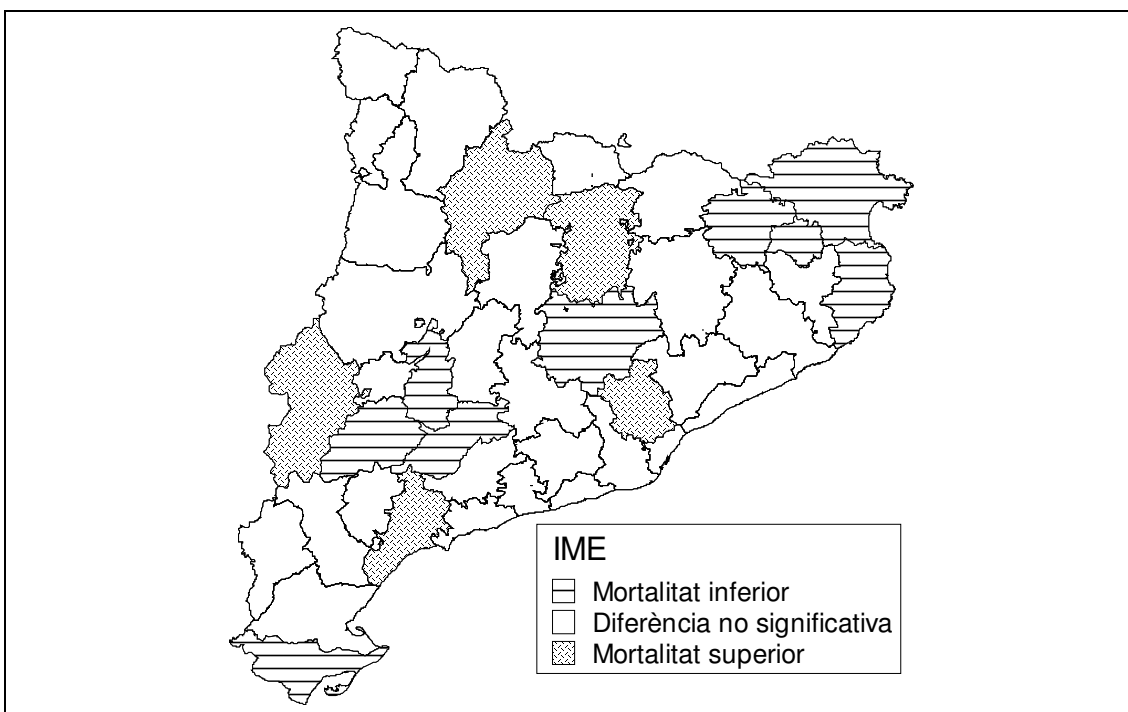 IME
Mortalitat inferior
Diferència no significativa
Mortalitat superior